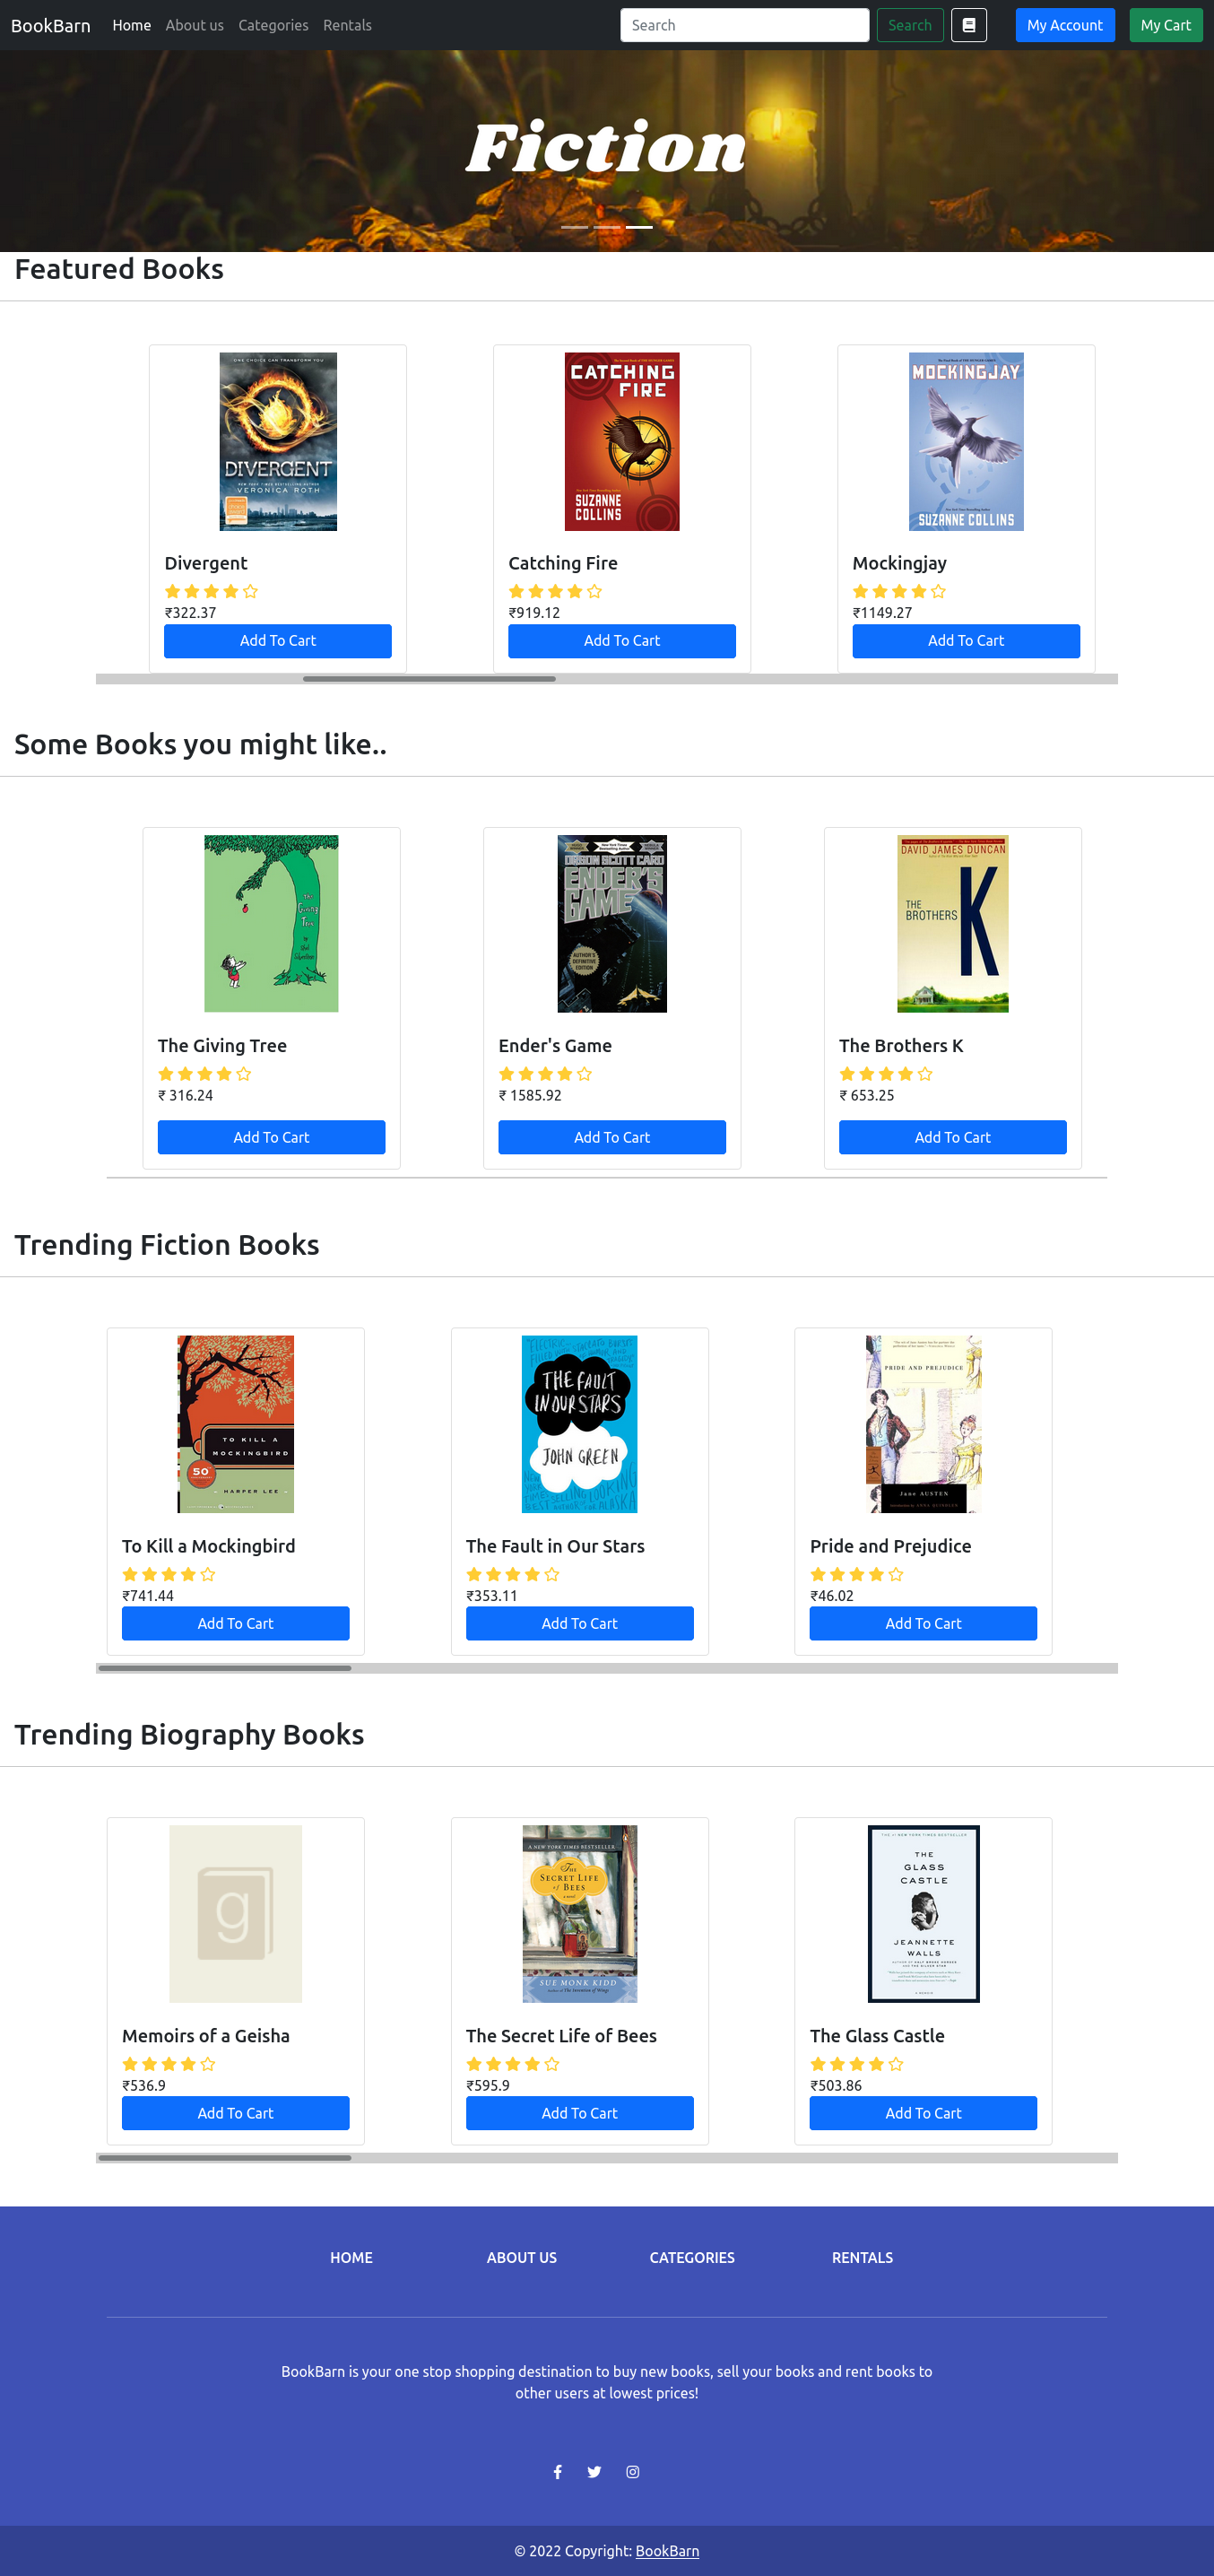 BookBarn Home About us Categories Rentals Search Search My Account My Cart
Fiction
Featured Books
ONE CHOICE CAN TRANSFORM YOU
DIVERGENT
VERONICA ROTH
CATCHING
FIRE
SUZANNE
COLLINS
MOCKINGJAY
SUZANNE COLLINS
Divergent Catching Fire Mockingjay
₹322.37 ₹919.12 ₹1149.27
Add To Cart Add To Cart Add To Cart
Some Books you might like..
The
Giving
Tree
ORSON SCOTT CARD
ENDER'S
GAME
AUTHOR'S
DEFINITIVE
EDITION
DAVID JAMES DUNCAN
THE
BROTHERS
K
The Giving Tree Ender's Game The Brothers K
₹ 316.24 ₹ 1585.92 ₹ 653.25
Add To Cart Add To Cart Add To Cart
Trending Fiction Books
TO KILL A
MOCKINGBIRD
50
HARPER LEE
THE FAULT
IN OUR STARS
JOHN GREEN
PRIDE AND PREJUDICE
Jane AUSTEN
To Kill a Mockingbird The Fault in Our Stars Pride and Prejudice
₹741.44 ₹353.11 ₹46.02
Add To Cart Add To Cart Add To Cart
Trending Biography Books
g
A NEW YORK TIMES BESTSELLER
The
SECRET LIFE
of BEES
a novel
SUE MONK KIDD
THE #1 NEW YORK TIMES BESTSELLER
THE
GLASS
CASTLE
JEANNETTE
WALLS
A MEMOIR
Memoirs of a Geisha The Secret Life of Bees The Glass Castle
₹536.9 ₹595.9 ₹503.86
Add To Cart Add To Cart Add To Cart
HOME ABOUT US CATEGORIES RENTALS
BookBarn is your one stop shopping destination to buy new books, sell your books and rent books to
other users at lowest prices!
© 2022 Copyright: BookBarn